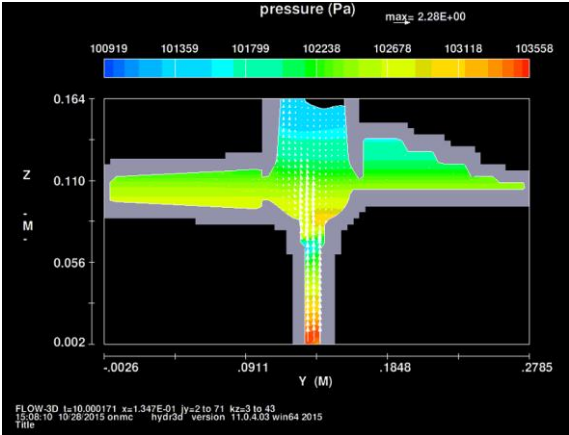 pressure (Pa)
max= 2.28E+00
100919 101359 101799 102238 102678 103118 103558
0.164
Z
0.110
- M -
0.056
0.002
-.0026 .0911 .1848 .2785
Y (M)
FLOW-3D t=10.000171 x=1.347E-01 jy=2 to 71 kz=3 to 43
15:08:10 10/28/2015 onmc hydr3d version 11.0.4.03 win64 2015
Title